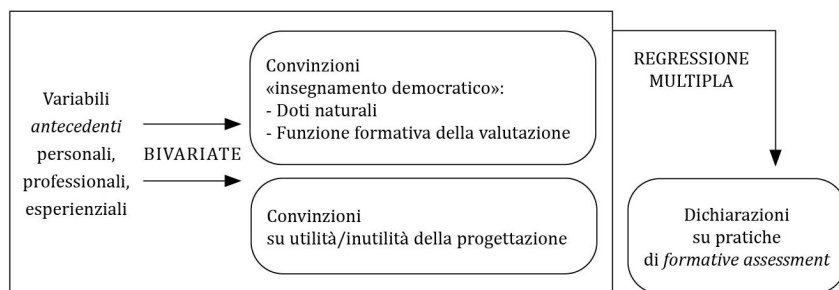 Variabili
antecedenti
personali,
professionali,
esperienziali
BIVARIATE
Convinzioni
«insegnamento democratico»:
- Doti naturali
- Funzione formativa della valutazione
Convinzioni
su utilità/inutilità della progettazione
REGRESSIONE
MULTIPLA
Dichiarazioni
su pratiche
di formative assessment